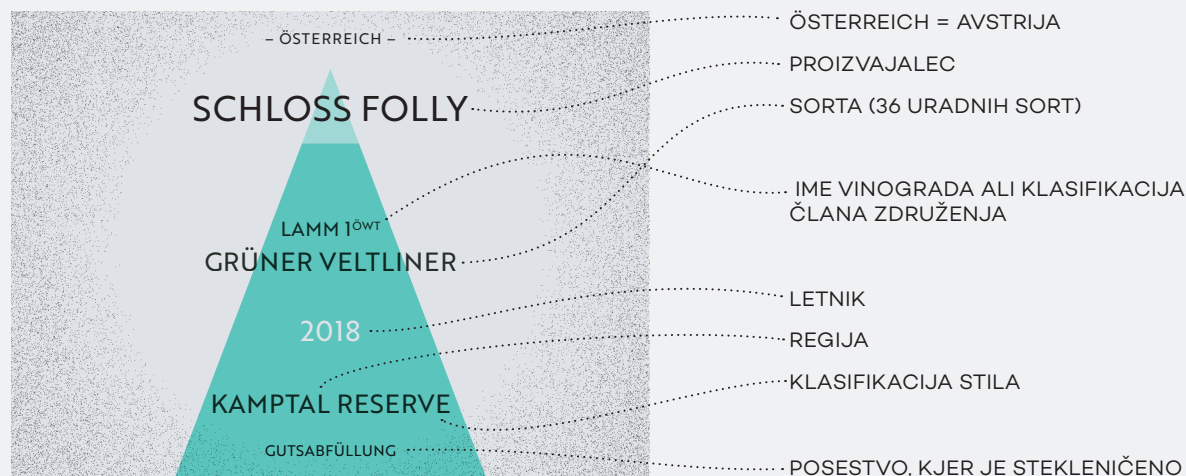 – ÖSTERREICH –
SCHLOSS FOLLY
LAMM 1ÖWT
GRÜNER VELTLINER
2018
KAMPTAL RESERVE
GUTSABFÜLLUNG
ÖSTERREICH = AVSTRIJA
PROIZVAJALEC
SORTA (36 URADNIH SORT)
IME VINOGRADA ALI KLASIFIKACIJA
ČLANA ZDRUŽENJA
LETNIK
REGIJA
KLASIFIKACIJA STILA
POSESTVO, KJER JE STEKLENIČENO